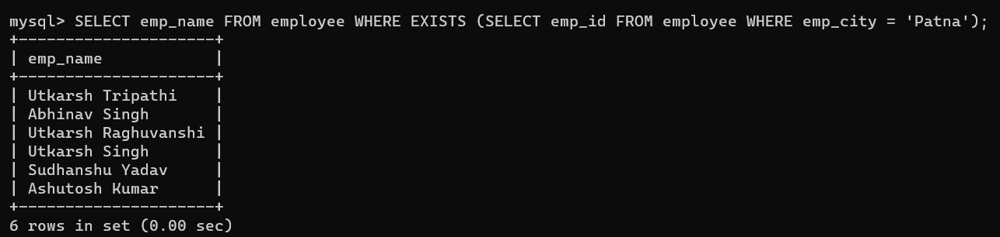 mysql> SELECT emp_name FROM employee WHERE EXISTS (SELECT emp_id FROM employee WHERE emp_city = 'Patna');
+---------------------+
| emp_name            |
+---------------------+
| Utkarsh Tripathi    |
| Abhinav Singh       |
| Utkarsh Raghuvanshi |
| Utkarsh Singh       |
| Sudhanshu Yadav     |
| Ashutosh Kumar      |
+---------------------+
6 rows in set (0.00 sec)